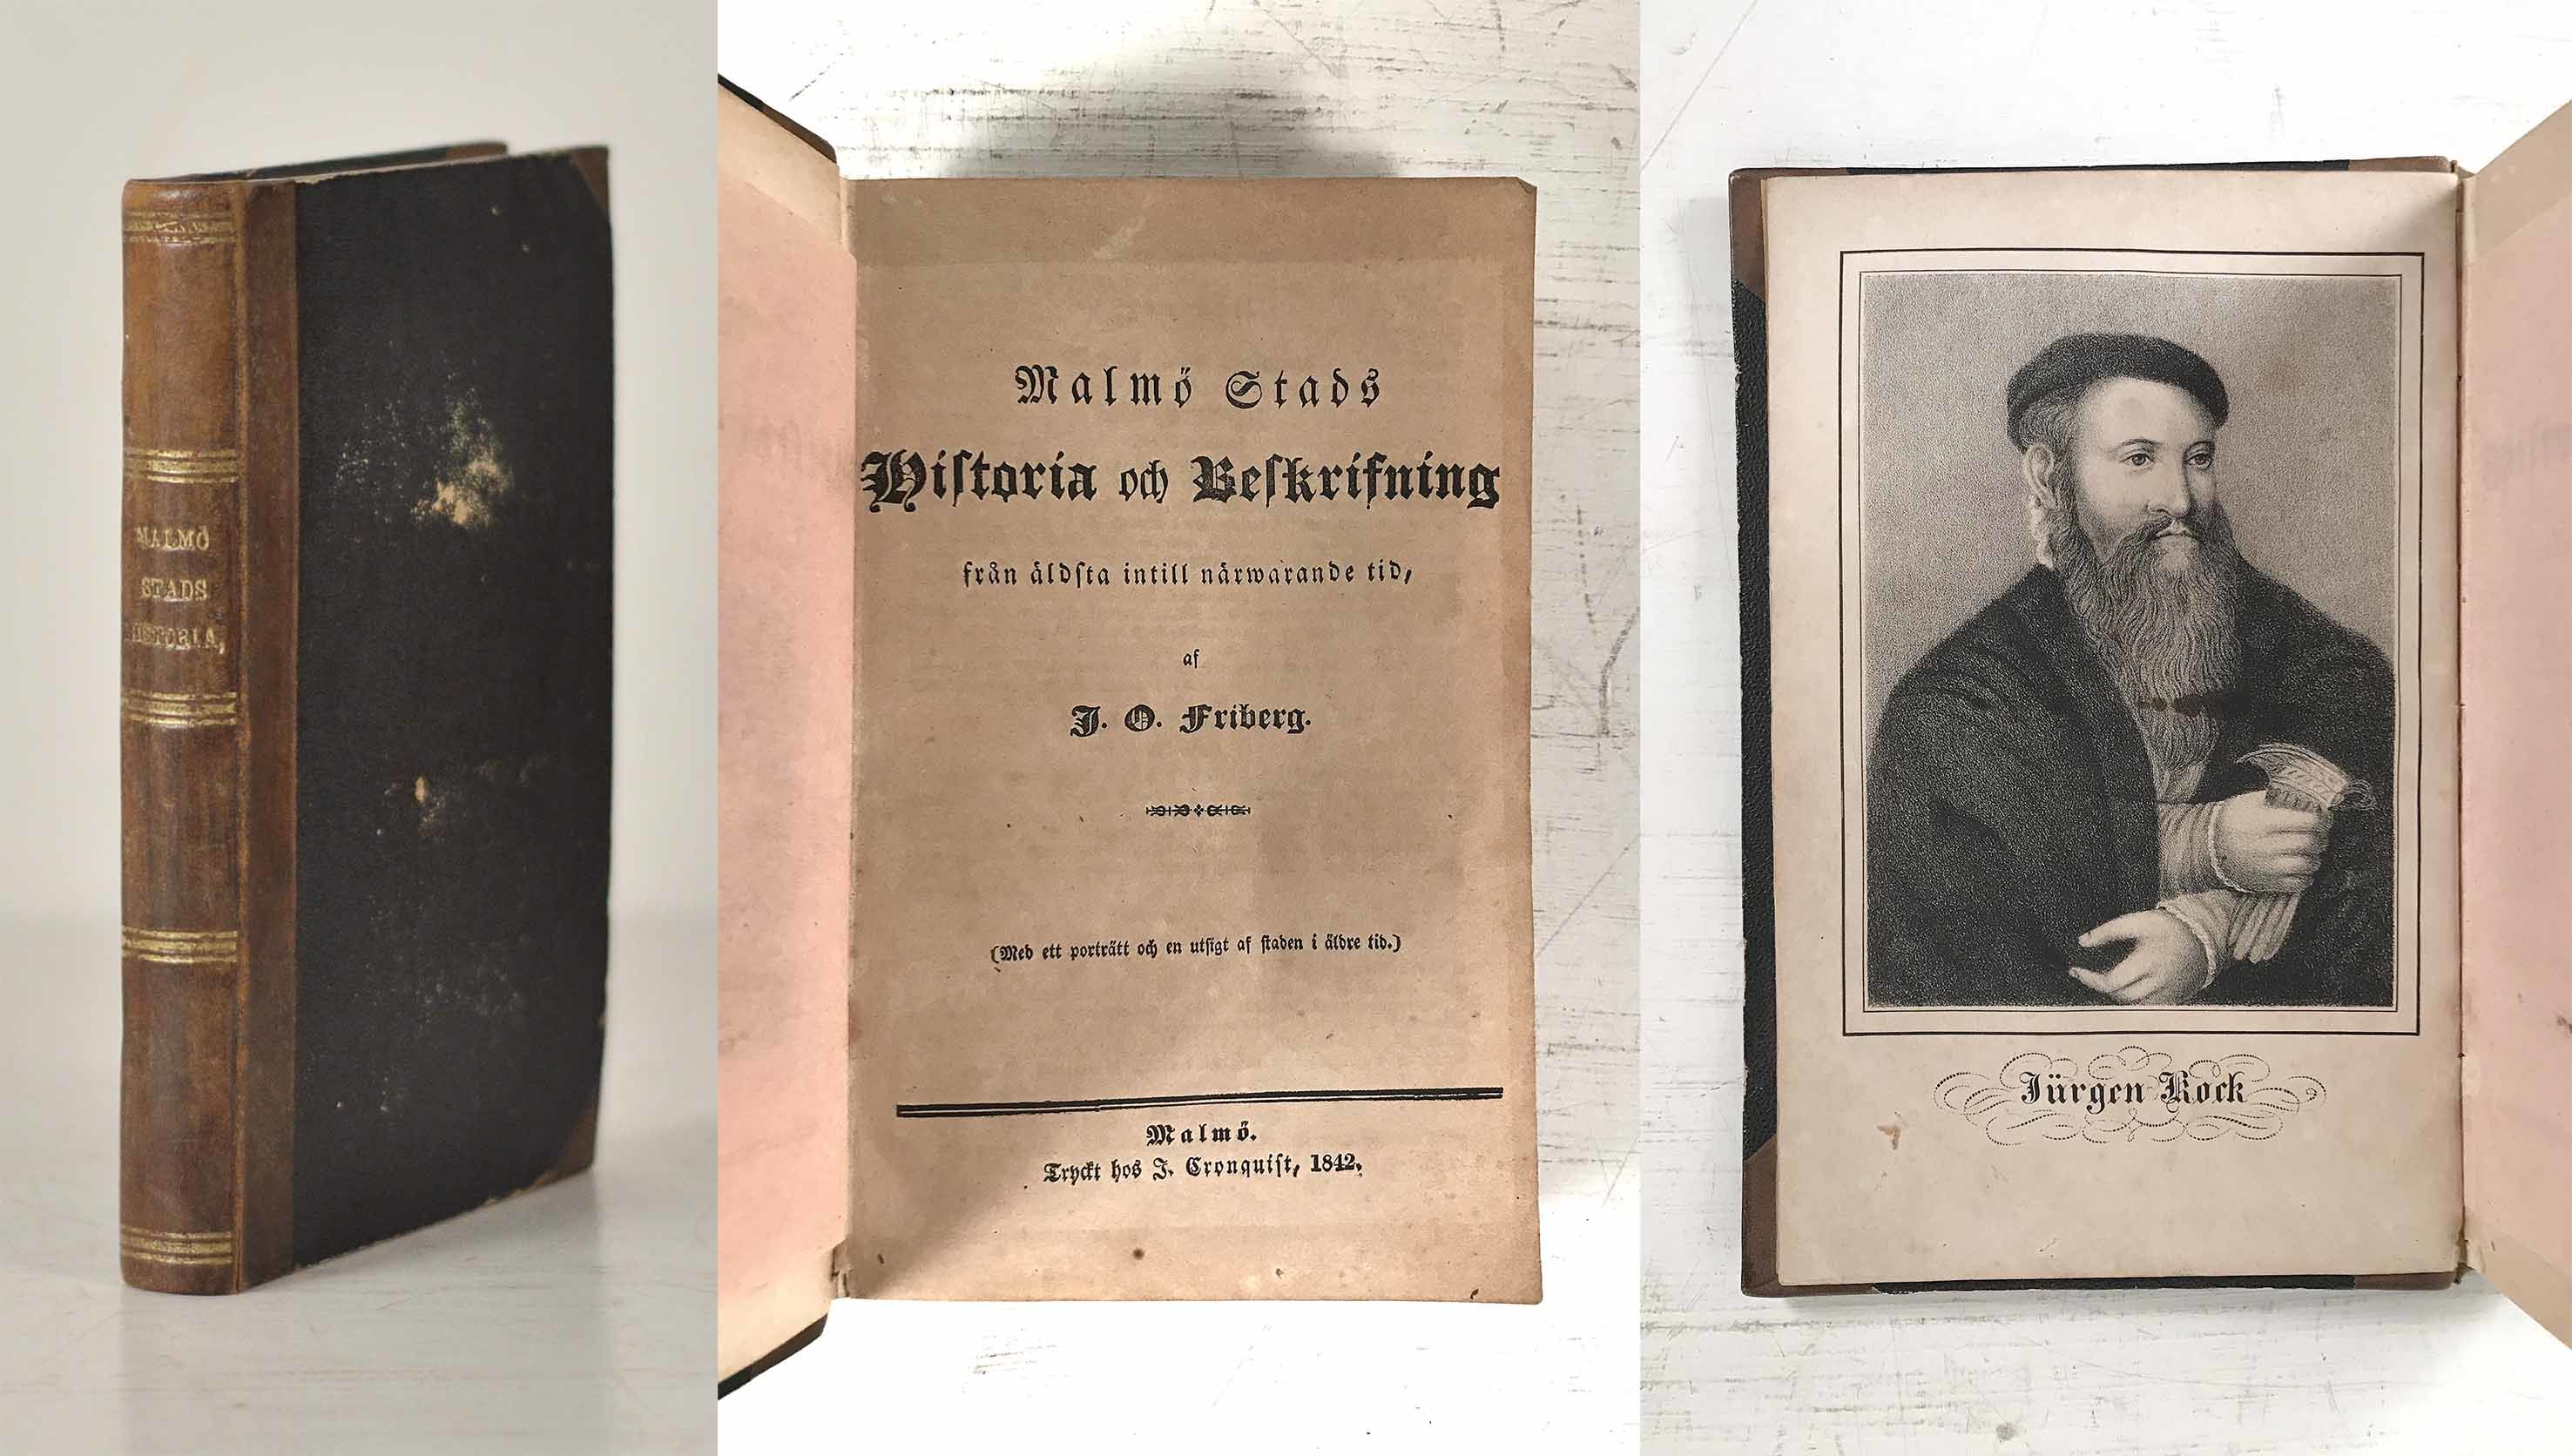 MALMÖ
STADS
HISTORIA,
Malmö Stads
Hiſtoria och Beſkrifning
från äldſta intill närwarande tid,
af
J. O. Friberg.
(Med ett porträtt och en utſigt af ſtaden i äldre tid.)
Malmö.
Tryckt hos J. Cronquiſt, 1842.
Jürgen Kock